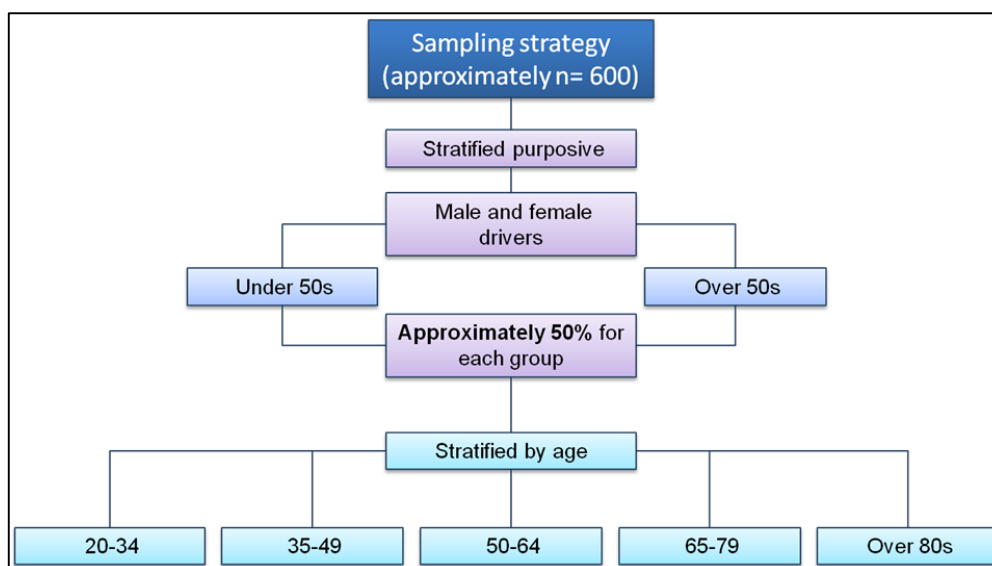 Sampling strategy
(approximately n= 600)
Stratified purposive
Male and female
drivers
Under 50s
Over 50s
Approximately 50% for
each group
Stratified by age
20-34
35-49
50-64
65-79
Over 80s